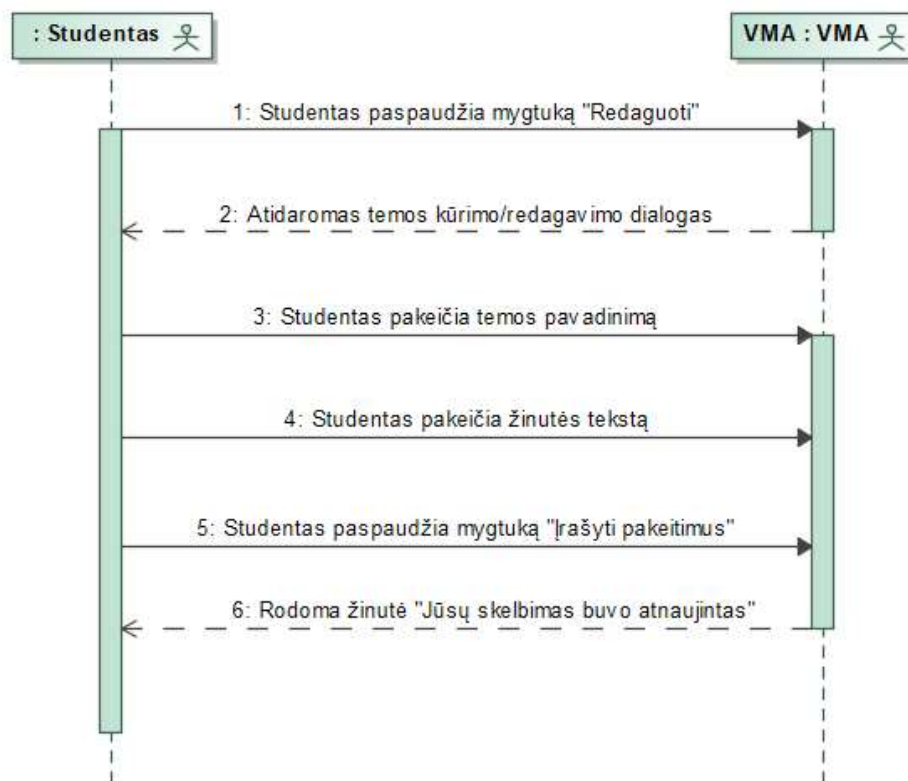 : Studentas
VMA : VMA
1: Studentas paspaudžia mygtuką "Redaguoti"
2: Atidaromas temos kūrimo/redagavimo dialogas
3: Studentas pakeičia temos pavadinimą
4: Studentas pakeičia žinutės tekstą
5: Studentas paspaudžia mygtuką "Įrašyti pakeitimus"
6: Rodoma žinutė "Jūsų skelbimas buvo atnaujintas"